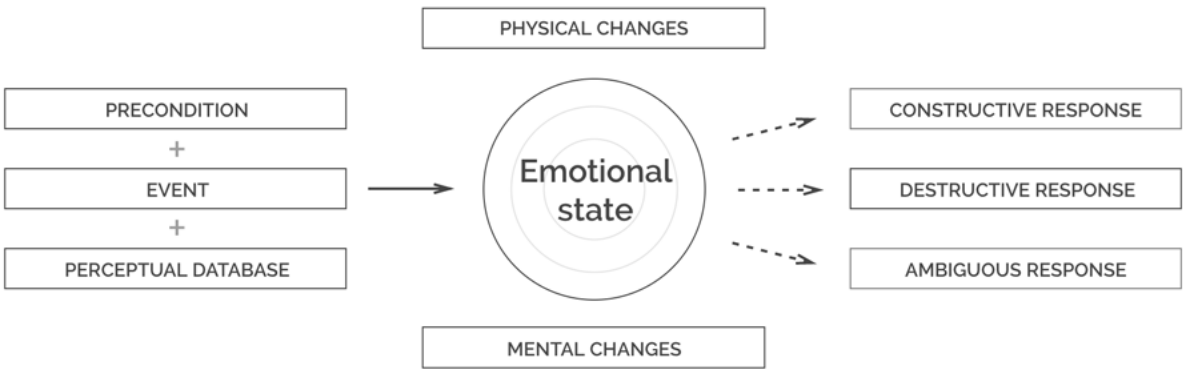 PHYSICAL CHANGES
PRECONDITION
+
EVENT
+
PERCEPTUAL DATABASE
Emotional
state
CONSTRUCTIVE RESPONSE
DESTRUCTIVE RESPONSE
AMBIGUOUS RESPONSE
MENTAL CHANGES